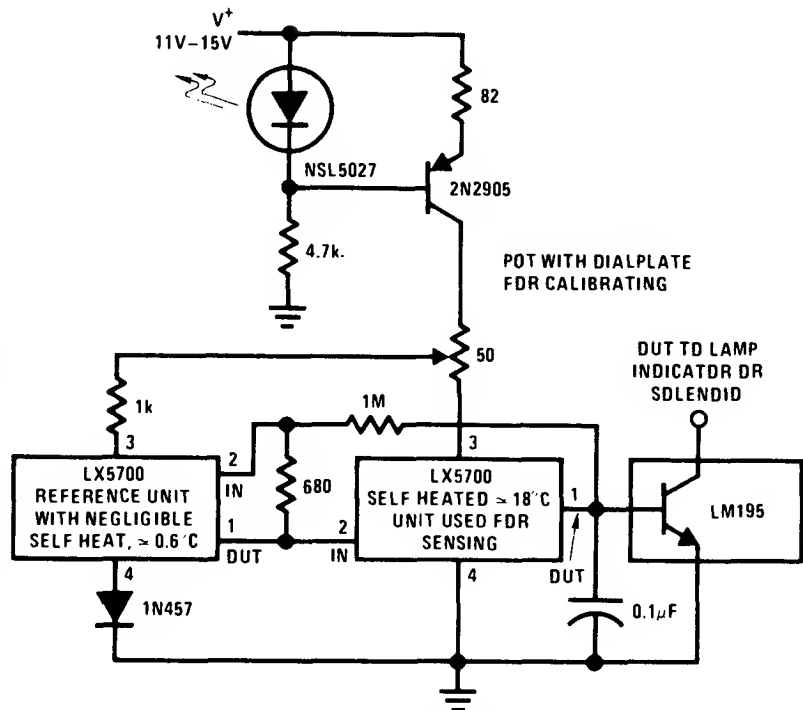 V+
11V–15V
82
NSL5027
2N2905
4.7k.
POT WITH DIALPLATE
FDR CALIBRATING
50
DUT TD LAMP
INDICATDR DR
SDLENDID
1k
1M
3
2
IN
680
3
LX5700
REFERENCE UNIT
WITH NEGLIGIBLE
SELF HEAT, ≃ 0.6°C
1
DUT
2
IN
LX5700
SELF HEATED ≃ 18°C
UNIT USED FDR
SENSING
1
DUT
LM195
4
4
1N457
0.1μF